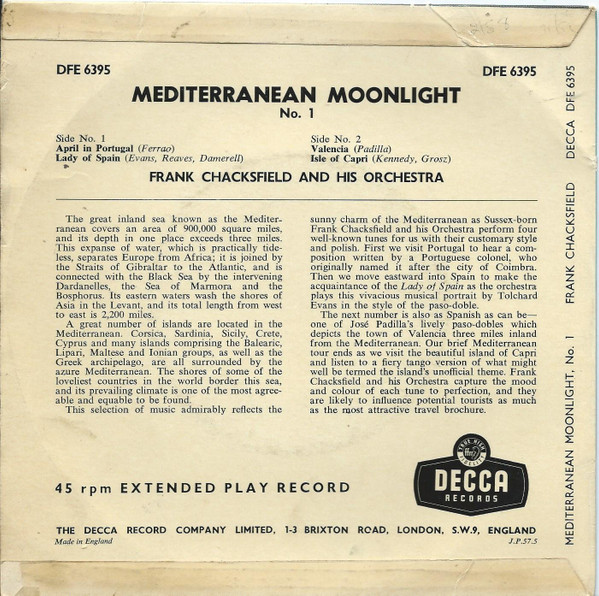 DFE 6395
DFE 6395
MEDITERRANEAN MOONLIGHT
No. 1
Side No. 1
April in Portugal (Ferrao)
Lady of Spain (Evans, Reaves, Damerell)
Side No. 2
Valencia (Padilla)
Isle of Capri (Kennedy, Grosz)
FRANK CHACKSFIELD AND HIS ORCHESTRA
The great inland sea known as the Mediter-
ranean covers an area of 900,000 square miles,
and its depth in one place exceeds three miles.
This expanse of water, which is practically tide-
less, separates Europe from Africa; it is joined by
the Straits of Gibraltar to the Atlantic, and is
connected with the Black Sea by the intervening
Dardanelles, the Sea of Marmora and the
Bosphorus. Its eastern waters wash the shores of
Asia in the Levant, and its total length from west
to east is 2,200 miles.
A great number of islands are located in the
Mediterranean. Corsica, Sardinia, Sicily, Crete,
Cyprus and many islands comprising the Balearic,
Lipari, Maltese and Ionian groups, as well as the
Greek archipelago, are all surrounded by the
azure Mediterranean. The shores of some of the
loveliest countries in the world border this sea,
and its prevailing climate is one of the most agree-
able and equable to be found.
This selection of music admirably reflects the
sunny charm of the Mediterranean as Sussex-born
Frank Chacksfield and his Orchestra perform four
well-known tunes for us with their customary style
and polish. First we visit Portugal to hear a com-
position written by a Portuguese colonel, who
originally named it after the city of Coimbra.
Then we move eastward into Spain to make the
acquaintance of the Lady of Spain as the orchestra
plays this vivacious musical portrait by Tolchard
Evans in the style of the paso-doble.
The next number is also as Spanish as can be—
one of José Padilla's lively paso-dobles which
depicts the town of Valencia three miles inland
from the Mediterranean. Our brief Mediterranean
tour ends as we visit the beautiful island of Capri
and listen to a fiery tango version of what might
well be termed the island's unofficial theme. Frank
Chacksfield and his Orchestra capture the mood
and colour of each tune to perfection, and they
are likely to influence potential tourists as much
as the most attractive travel brochure.
45 rpm EXTENDED PLAY RECORD
TRUE HIGH
FIDELITY
ffrr
DECCA
RECORDS
THE DECCA RECORD COMPANY LIMITED, 1-3 BRIXTON ROAD, LONDON, S.W.9, ENGLAND
Made in England
J.P.57.5
MEDITERRANEAN MOONLIGHT, No. 1 FRANK CHACKSFIELD DECCA DFE 6395